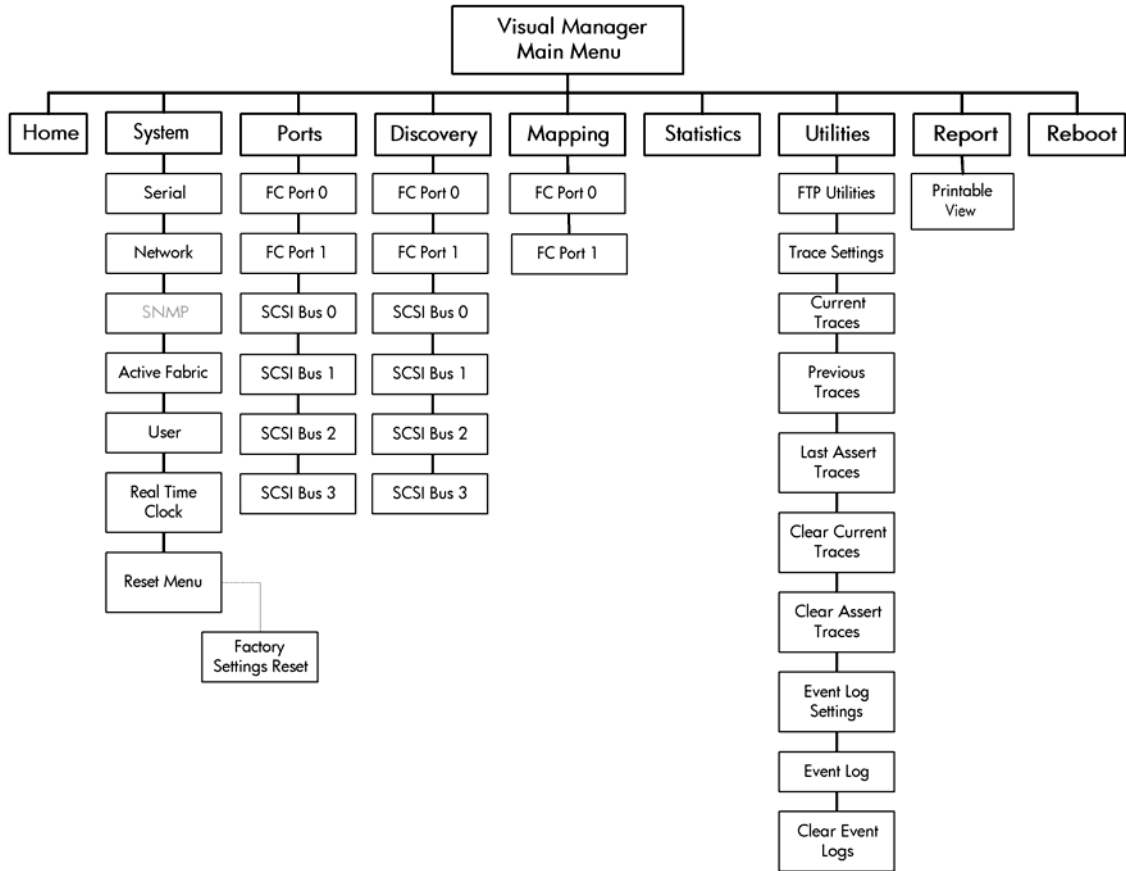 Visual Manager
Main Menu
Home
System
Ports
Discovery
Mapping
Statistics
Utilities
Report
Reboot
Serial
Network
SNMP
Active Fabric
User
Real Time
Clock
Reset Menu
Factory
Settings Reset
FC Port 0
FC Port 1
SCSI Bus 0
SCSI Bus 1
SCSI Bus 2
SCSI Bus 3
FC Port 0
FC Port 1
SCSI Bus 0
SCSI Bus 1
SCSI Bus 2
SCSI Bus 3
FC Port 0
FC Port 1
FTP Utilities
Trace Settings
Current
Traces
Previous
Traces
Last Assert
Traces
Clear Current
Traces
Clear Assert
Traces
Event Log
Settings
Event Log
Clear Event
Logs
Printable
View